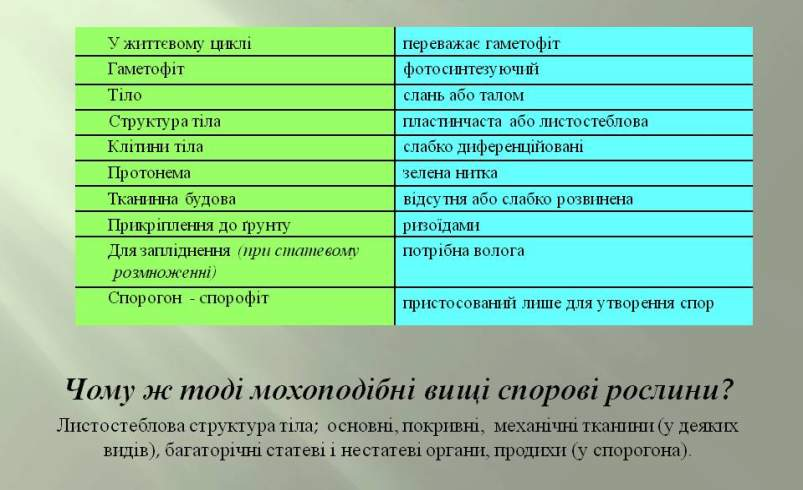 У життєвому циклі переважає гаметофіт
Гаметофіт фотосинтезуючий
Тіло слань або талом
Структура тіла пластинчаста або листостеблова
Клітини тіла слабко диференційовані
Протонема зелена нитка
Тканинна будова відсутня або слабко розвинена
Прикріплення до ґрунту ризоїдами
Для запліднення (при статевому потрібна волога
розмноженні)
Спорогон - спорофіт пристосований лише для утворення спор
Чому ж тоді мохоподібні вищі спорові рослини?
Листостеблова структура тіла; основні, покривні, механічні тканини (у деяких
видів), багаторічні статеві і нестатеві органи, продихи (у спорогона).